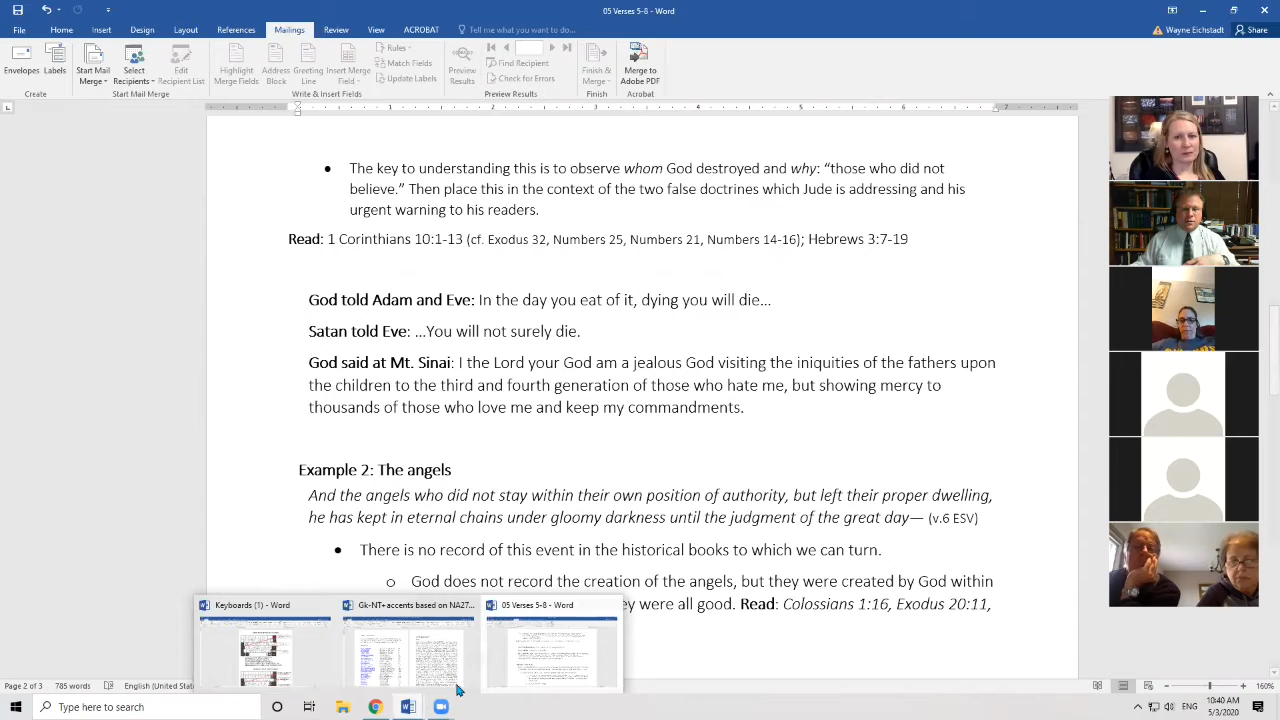 05 Verses 5-8 - Word
File Home Insert Design Layout References Mailings Review View ACROBAT Tell me what you want to do... Wayne Eichstadt Share
Envelopes Labels Start Mail Merge Select Recipients Edit Recipient List Highlight Merge Fields Address Block Greeting Line Insert Merge Field Rules Match Fields Update Labels Preview Results Find Recipient Check for Errors Finish & Merge Merge to Adobe PDF
Create Start Mail Merge Write & Insert Fields Preview Results Finish Acrobat
1 2 3 4 5 6 7
• The key to understanding this is to observe whom God destroyed and why: “those who did not
believe.” Then place this in the context of the two false doctrines which Jude is addressing and his
urgent warning to his readers.
Read: 1 Corinthians 10:1-13 (cf. Exodus 32, Numbers 25, Numbers 21, Numbers 14-16); Hebrews 3:7-19
God told Adam and Eve: In the day you eat of it, dying you will die...
Satan told Eve: ...You will not surely die.
God said at Mt. Sinai: I the Lord your God am a jealous God visiting the iniquities of the fathers upon
the children to the third and fourth generation of those who hate me, but showing mercy to
thousands of those who love me and keep my commandments.
Example 2: The angels
And the angels who did not stay within their own position of authority, but left their proper dwelling,
he has kept in eternal chains under gloomy darkness until the judgment of the great day— (v.6 ESV)
• There is no record of this event in the historical books to which we can turn.
o God does not record the creation of the angels, but they were created by God within
ey were all good. Read: Colossians 1:16, Exodus 20:11,
Keyboards (1) - Word Gk-NT+ accents based on NA27... 05 Verses 5-8 - Word
Page 2 of 3 785 words English (United Stat 160%
Type here to search ENG 10:40 AM
5/3/2020